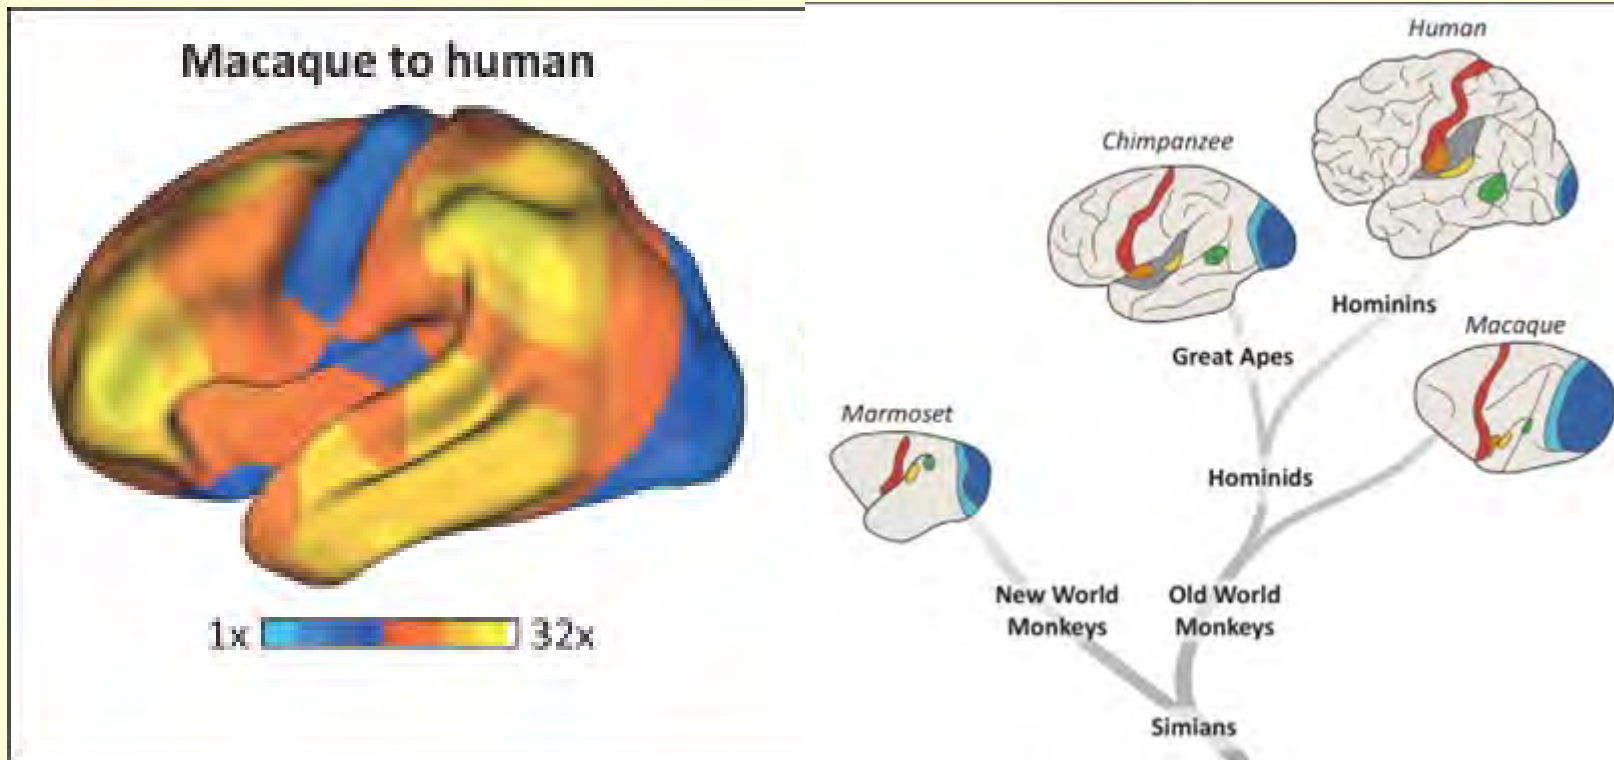 Macaque to human
1x
32x
Human
Chimpanzee
Hominins
Macaque
Great Apes
Marmoset
Hominids
New World
Monkeys
Old World
Monkeys
Simians